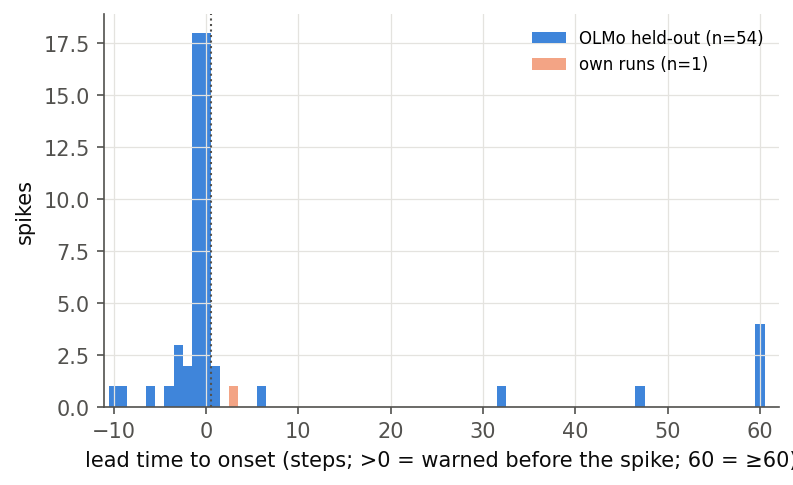 OLMo held-out (n=54)
own runs (n=1)
spikes
17.5
15.0
12.5
10.0
7.5
5.0
2.5
0.0
−10 0 10 20 30 40 50 60
lead time to onset (steps; >0 = warned before the spike; 60 = ≥60)